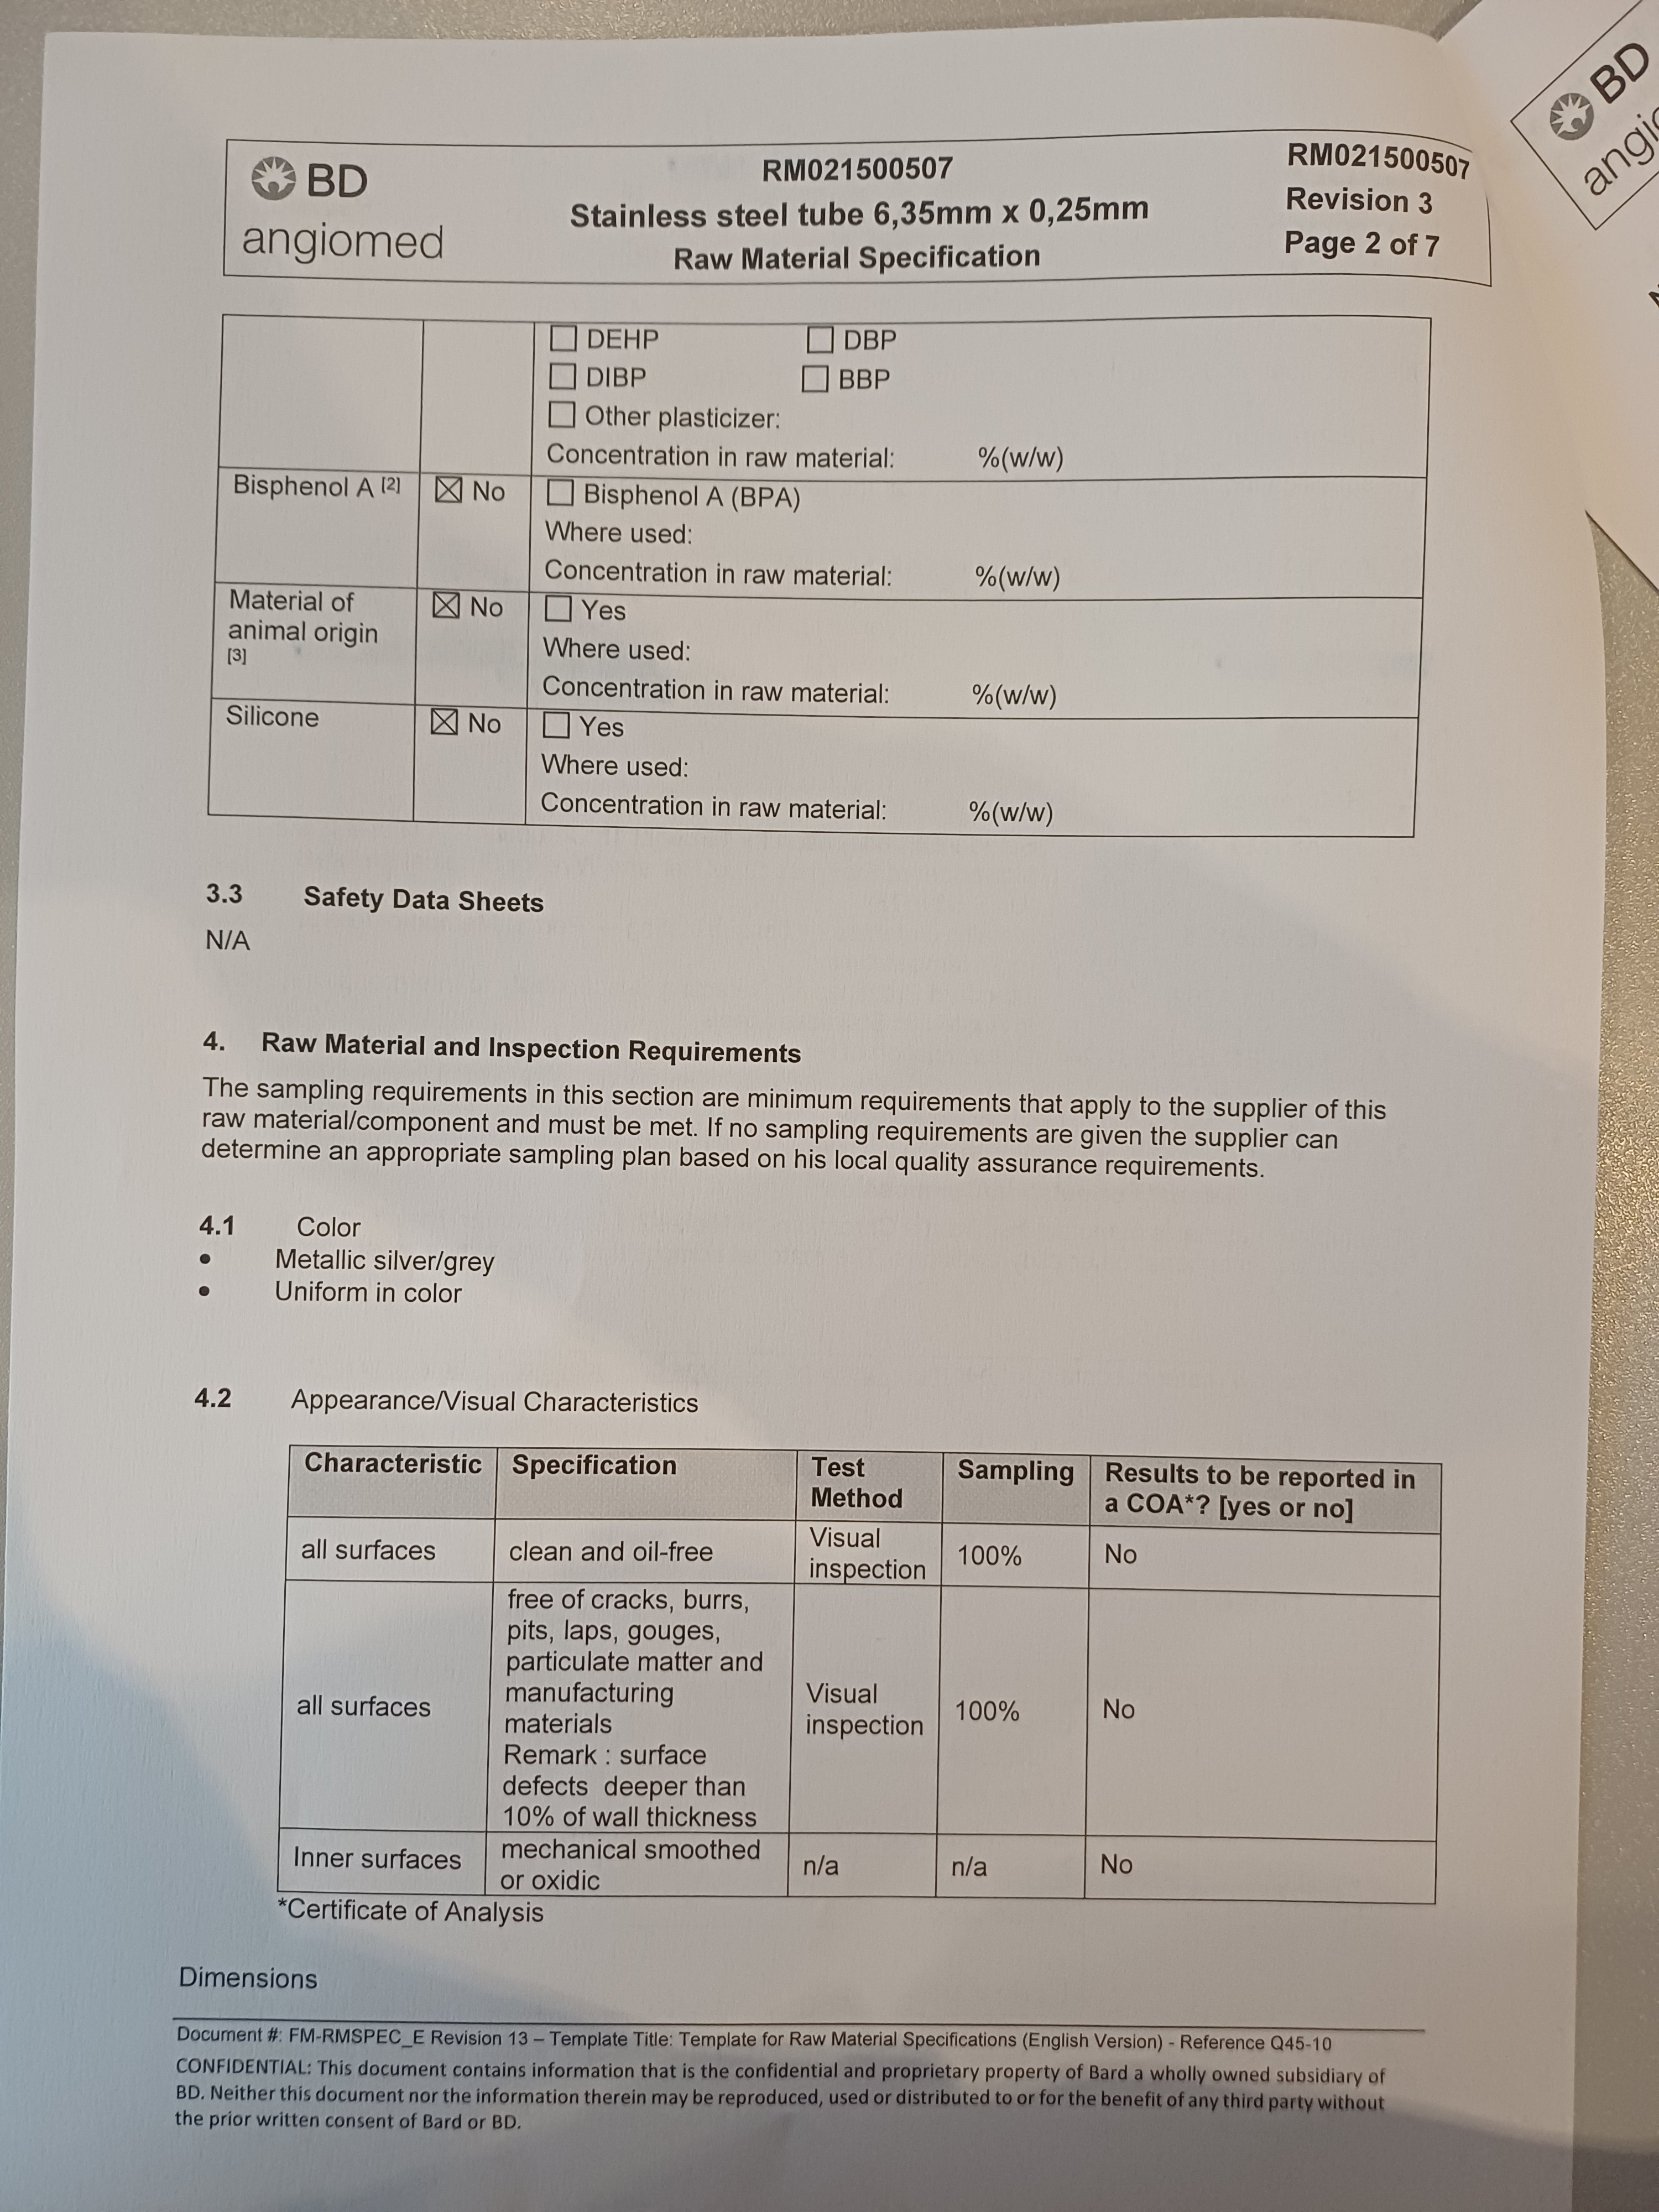 BD
angiomed
RM021500507
Stainless steel tube 6,35mm x 0,25mm
Raw Material Specification
RM021500507
Revision 3
Page 2 of 7
BD
☐ DEHP ☐ DBP
☐ DIBP ☐ BBP
☐ Other plasticizer:
Concentration in raw material: %(w/w)
Bisphenol A [2] ☒ No ☐ Bisphenol A (BPA)
Where used:
Concentration in raw material: %(w/w)
Material of
animal origin
[3]
☒ No ☐ Yes
Where used:
Concentration in raw material: %(w/w)
Silicone ☒ No ☐ Yes
Where used:
Concentration in raw material: %(w/w)
3.3 Safety Data Sheets
N/A
4. Raw Material and Inspection Requirements
The sampling requirements in this section are minimum requirements that apply to the supplier of this
raw material/component and must be met. If no sampling requirements are given the supplier can
determine an appropriate sampling plan based on his local quality assurance requirements.
4.1 Color
• Metallic silver/grey
• Uniform in color
4.2 Appearance/Visual Characteristics
Characteristic
Specification
Test
Method
Sampling
Results to be reported in
a COA*? [yes or no]
all surfaces
clean and oil-free
Visual
inspection
100%
No
all surfaces
free of cracks, burrs,
pits, laps, gouges,
particulate matter and
manufacturing
materials
Remark : surface
defects deeper than
10% of wall thickness
Visual
inspection
100%
No
Inner surfaces
mechanical smoothed
or oxidic
n/a
n/a
No
*Certificate of Analysis
Dimensions
Document #: FM-RMSPEC_E Revision 13 – Template Title: Template for Raw Material Specifications (English Version) - Reference Q45-10
CONFIDENTIAL: This document contains information that is the confidential and proprietary property of Bard a wholly owned subsidiary of
BD. Neither this document nor the information therein may be reproduced, used or distributed to or for the benefit of any third party without
the prior written consent of Bard or BD.